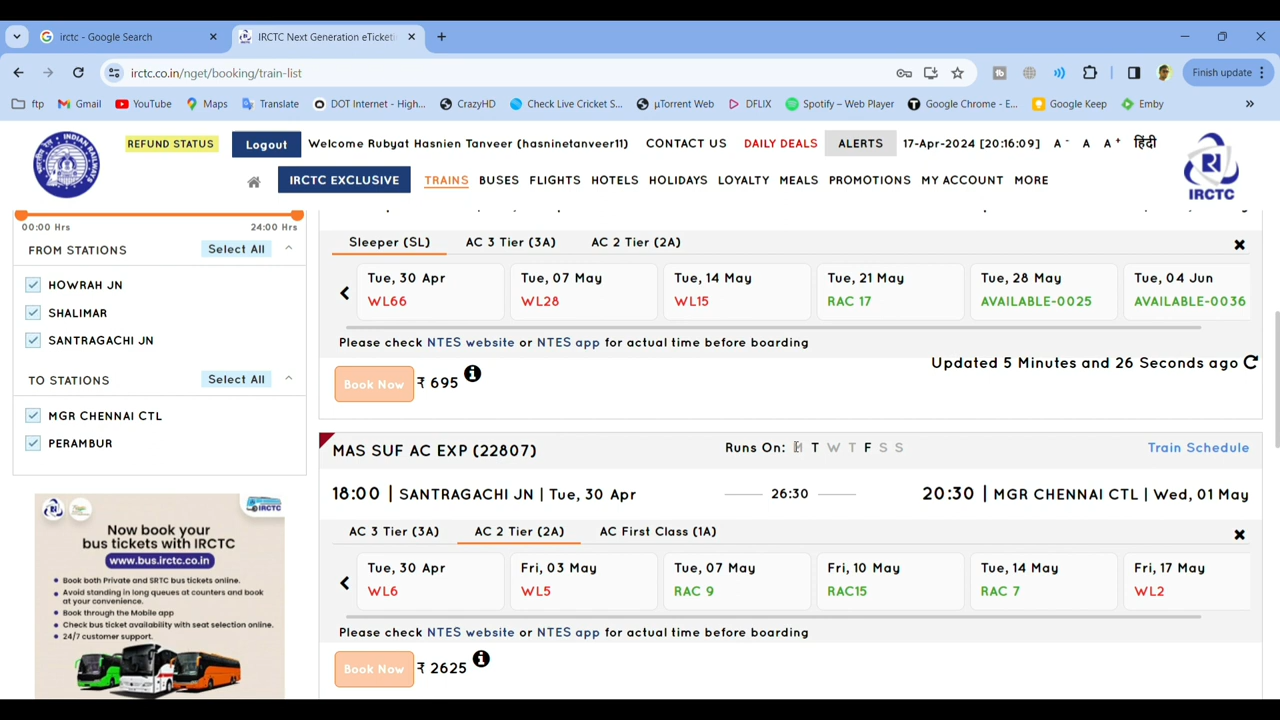 irctc - Google Search
IRCTC Next Generation eTicketi
irctc.co.in/nget/booking/train-list
Finish update
ftp Gmail YouTube Maps Translate DOT Internet - High... CrazyHD Check Live Cricket S... µTorrent Web DFLIX Spotify – Web Player Google Chrome - E... Google Keep Emby »
REFUND STATUS Logout Welcome Rubyat Hasnien Tanveer (hasninetanveer11) CONTACT US DAILY DEALS ALERTS 17-Apr-2024 [20:16:09] A - A A + हिंदी
IRCTC EXCLUSIVE TRAINS BUSES FLIGHTS HOTELS HOLIDAYS LOYALTY MEALS PROMOTIONS MY ACCOUNT MORE
IRCTC
00:00 Hrs 24:00 Hrs
FROM STATIONS Select All
HOWRAH JN
SHALIMAR
SANTRAGACHI JN
TO STATIONS Select All
MGR CHENNAI CTL
PERAMBUR
IRCTC
Now book your
bus tickets with IRCTC
www.bus.irctc.co.in
Book both Private and SRTC bus tickets online.
Avoid standing in long queues at counters and book
at your convenience.
Book through the Mobile app
Check bus ticket availability with seat selection online.
24/7 customer support.
Sleeper (SL) AC 3 Tier (3A) AC 2 Tier (2A)
Tue, 30 Apr Tue, 07 May Tue, 14 May Tue, 21 May Tue, 28 May Tue, 04 Jun
WL66 WL28 WL15 RAC 17 AVAILABLE-0025 AVAILABLE-0036
Please check NTES website or NTES app for actual time before boarding
Updated 5 Minutes and 26 Seconds ago
Book Now ₹ 695
MAS SUF AC EXP (22807) Runs On: M T W T F S S Train Schedule
18:00 | SANTRAGACHI JN | Tue, 30 Apr 26:30 20:30 | MGR CHENNAI CTL | Wed, 01 May
AC 3 Tier (3A) AC 2 Tier (2A) AC First Class (1A)
Tue, 30 Apr Fri, 03 May Tue, 07 May Fri, 10 May Tue, 14 May Fri, 17 May
WL6 WL5 RAC 9 RAC15 RAC 7 WL2
Please check NTES website or NTES app for actual time before boarding
Book Now ₹ 2625